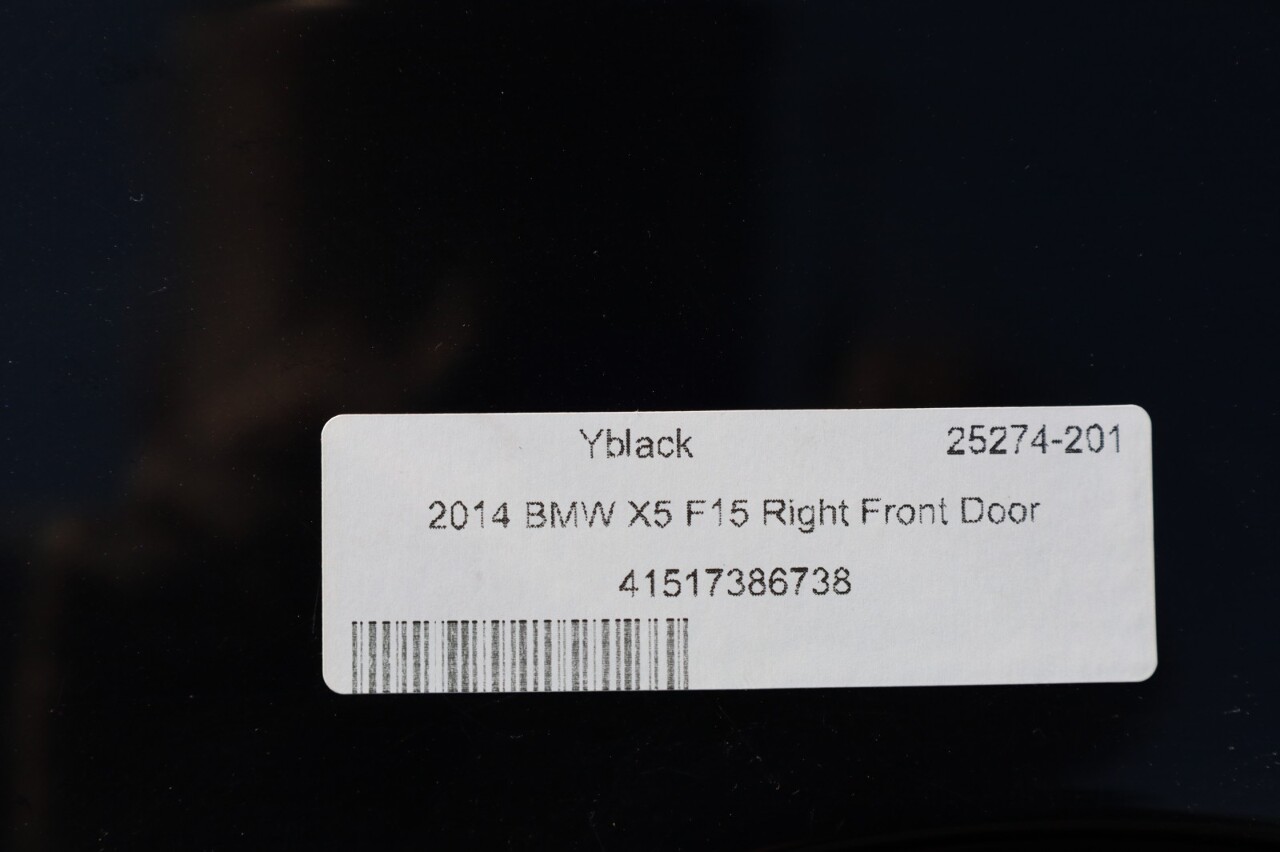 Yblack 25274-201
2014 BMW X5 F15 Right Front Door
41517386738